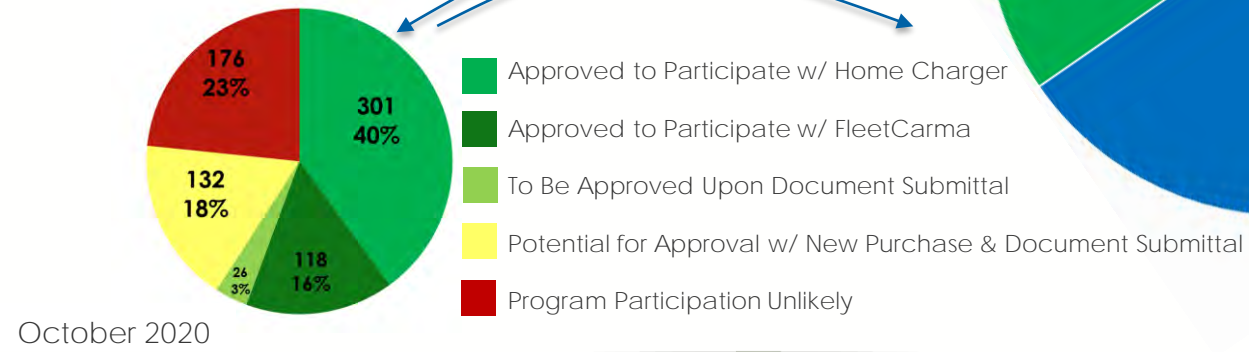 176
23%
301
40%
132
18%
26
3%
118
16%
Approved to Participate w/ Home Charger
Approved to Participate w/ FleetCarma
To Be Approved Upon Document Submittal
Potential for Approval w/ New Purchase & Document Submittal
Program Participation Unlikely
October 2020